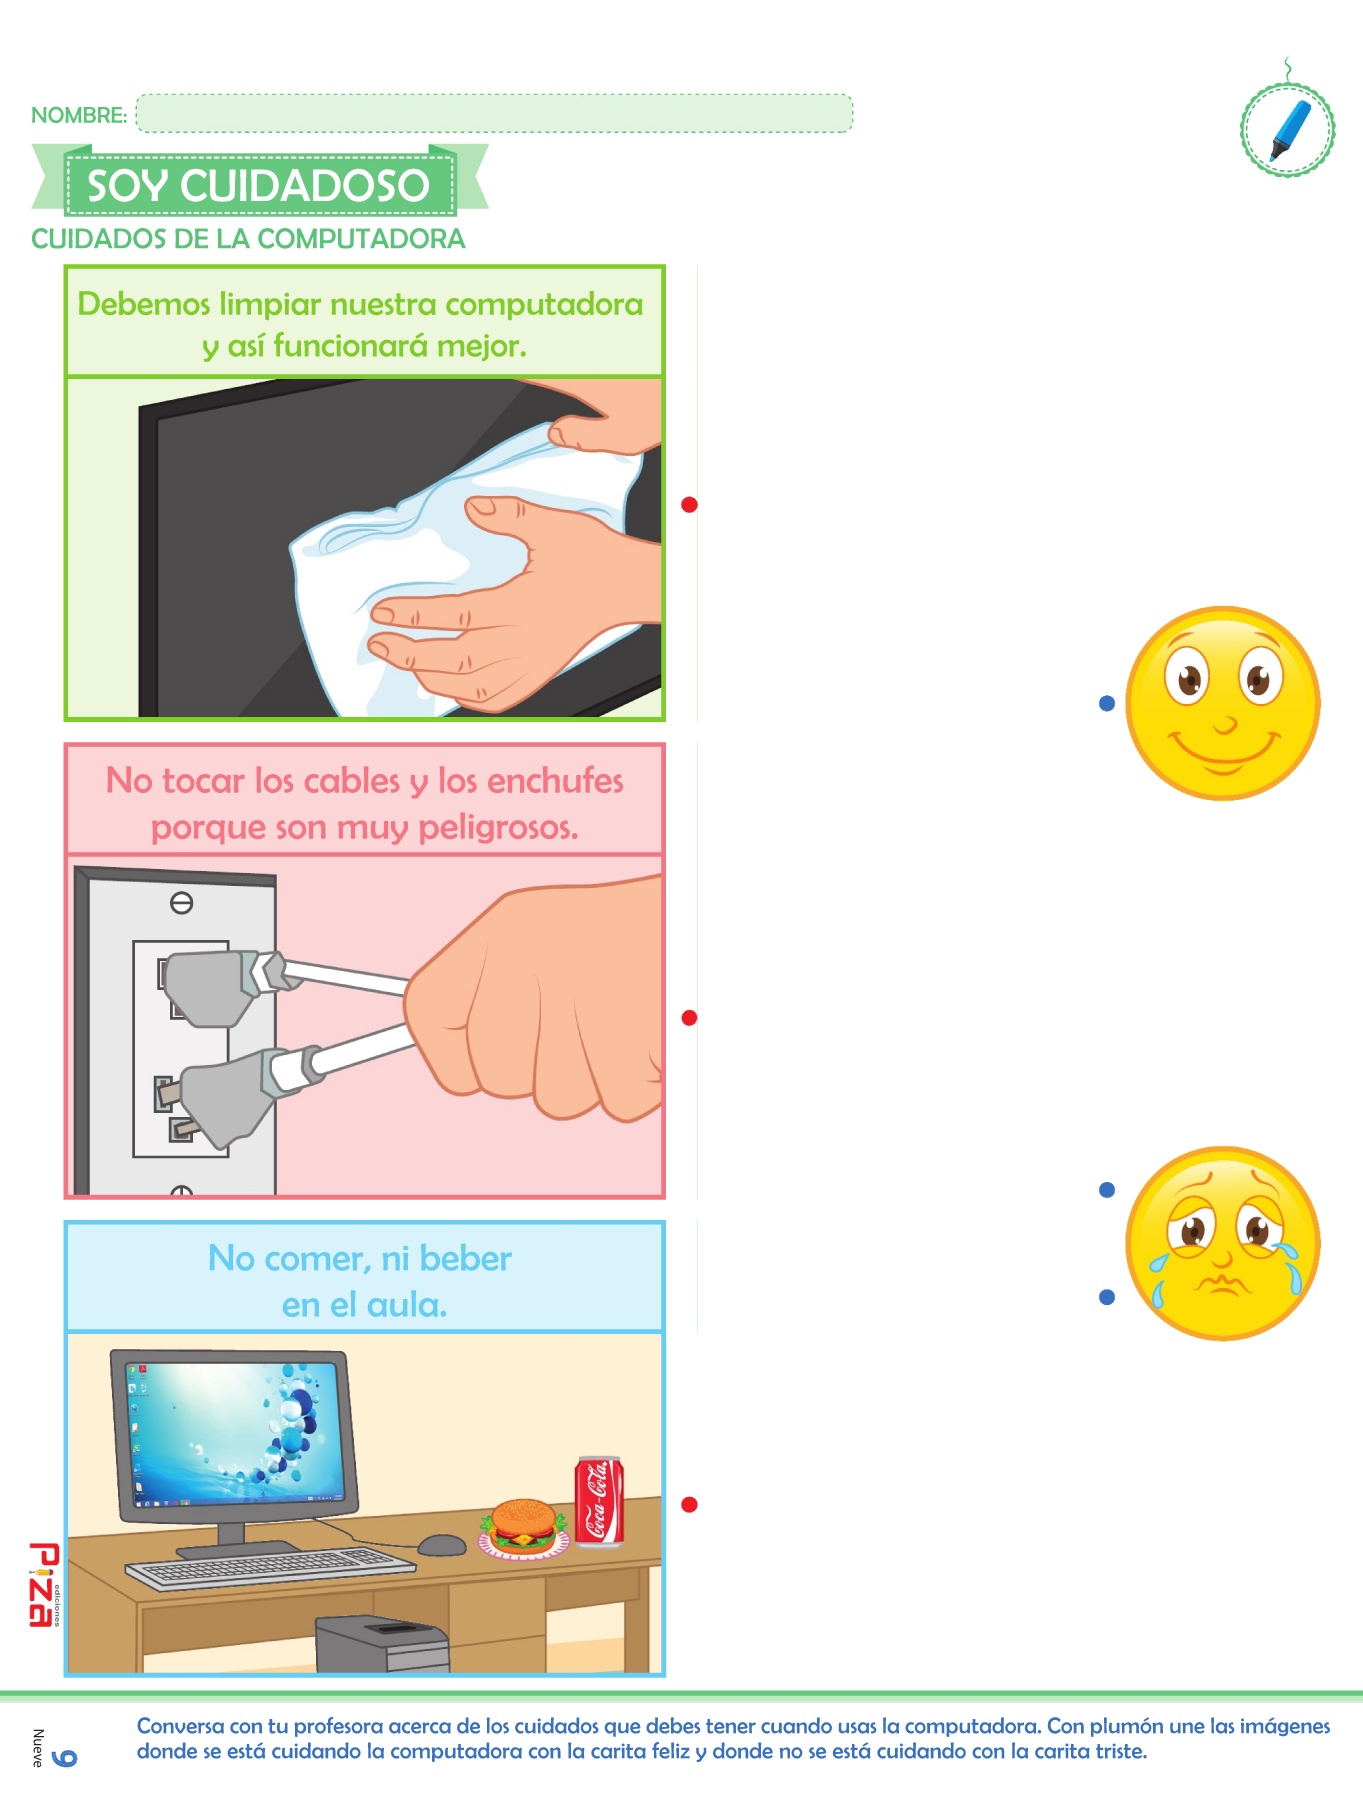 NOMBRE:
SOY CUIDADOSO
CUIDADOS DE LA COMPUTADORA
Debemos limpiar nuestra computadora
y así funcionará mejor.
No tocar los cables y los enchufes
porque son muy peligrosos.
No comer, ni beber
en el aula.
Coca-Cola
Piza
ediciones
Conversa con tu profesora acerca de los cuidados que debes tener cuando usas la computadora. Con plumón une las imágenes
donde se está cuidando la computadora con la carita feliz y donde no se está cuidando con la carita triste.
Nueve
9